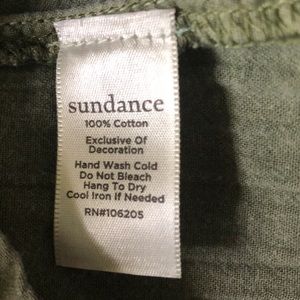 sundance
100% Cotton
Exclusive Of
Decoration
Hand Wash Cold
Do Not Bleach
Hang To Dry
Cool Iron if Needed
RN#106205